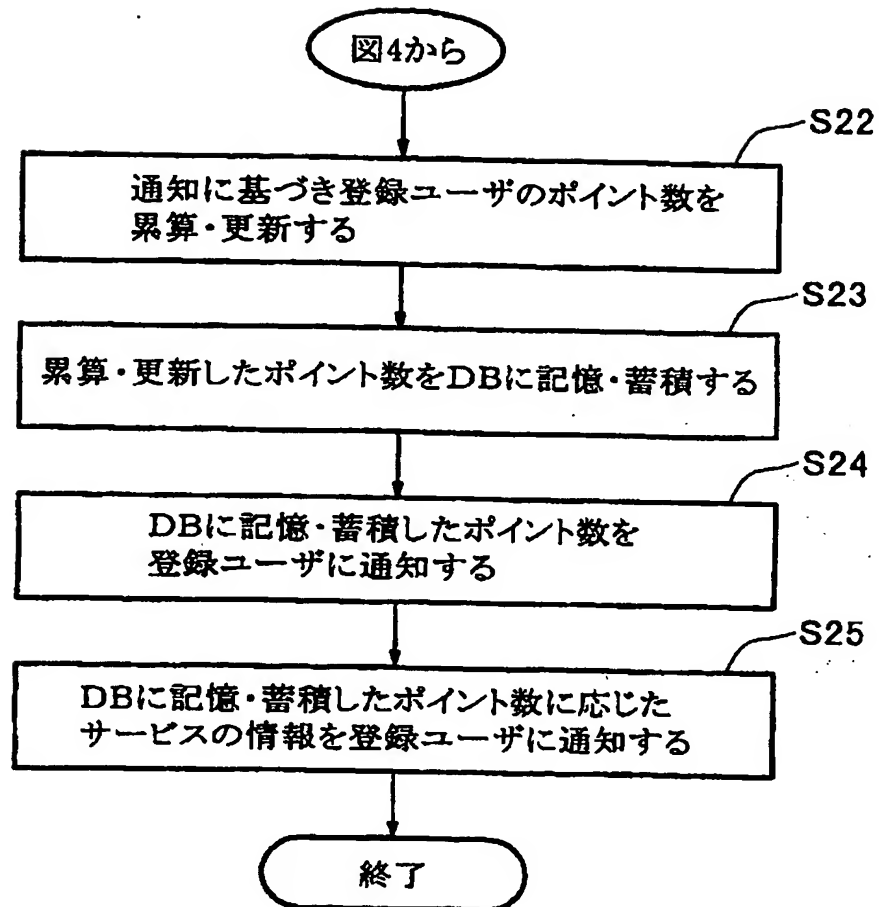 図4から
S22
通知に基づき登録ユーザのポイント数を
累算・更新する
S23
累算・更新したポイント数をDBに記憶・蓄積する
S24
DBに記憶・蓄積したポイント数を
登録ユーザに通知する
S25
DBに記憶・蓄積したポイント数に応じた
サービスの情報を登録ユーザに通知する
終了